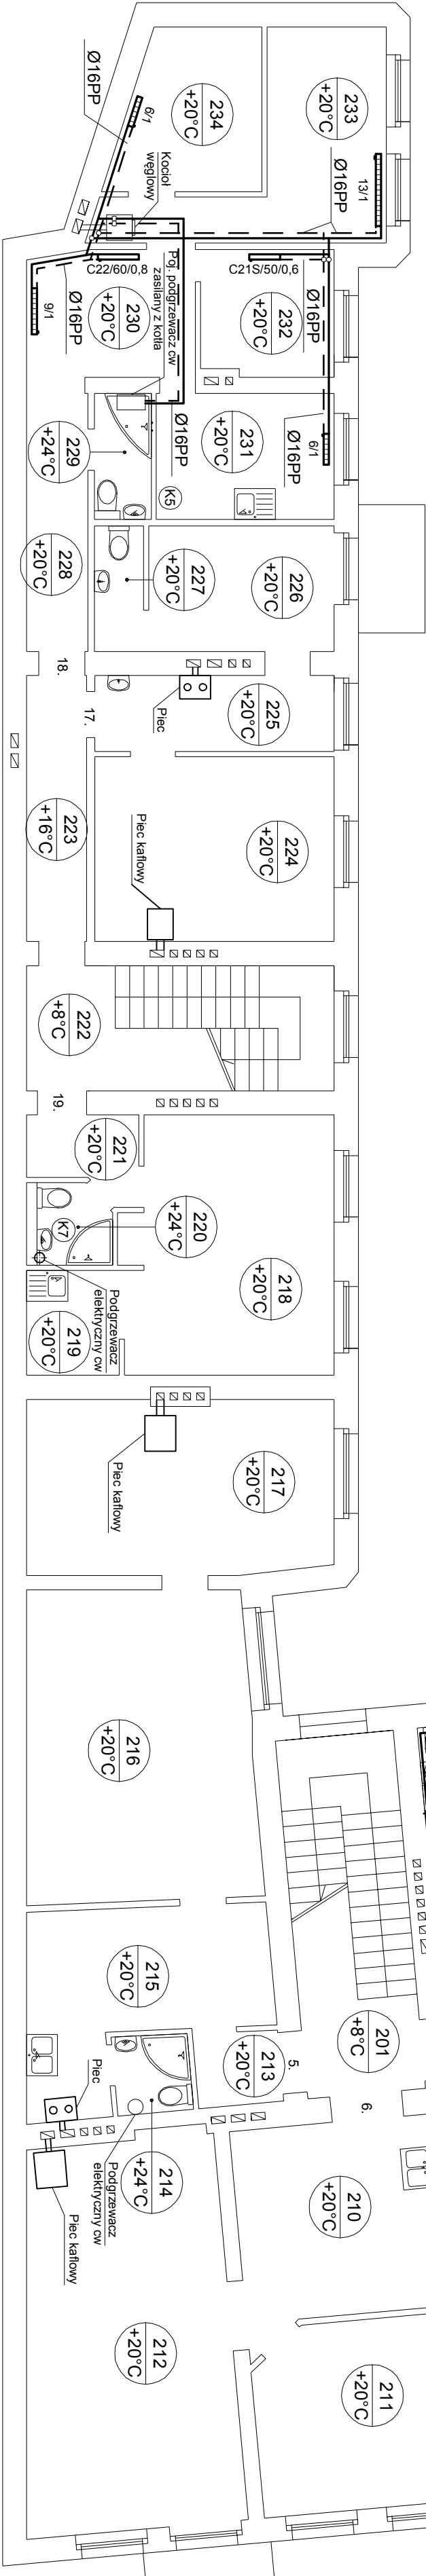 233
+20°C
234
+20°C
Ø16PP
13/1
Ø16PP
6/1
Kocioł
węglowy
C21S/50/0,6
232
+20°C
Ø16PP
Poj. podgrzewacz cw
zasilany z kotła
C22/60/0,8
230
+20°C
Ø16PP
9/1
6/1
Ø16PP
231
+20°C
Ø16PP
K5
229
+24°C
226
+20°C
227
+20°C
228
+20°C
18.
17.
225
+20°C
Piec
224
+20°C
Piec kaflowy
223
+16°C
222
+8°C
19.
221
+20°C
220
+24°C
K7
218
+20°C
Podgrzewacz
elektryczny cw
219
+20°C
217
+20°C
Piec kaflowy
216
+20°C
215
+20°C
213
+20°C
5.
201
+8°C
6.
Piec
214
+24°C
Podgrzewacz
elektryczny cw
Piec kaflowy
210
+20°C
212
+20°C
211
+20°C